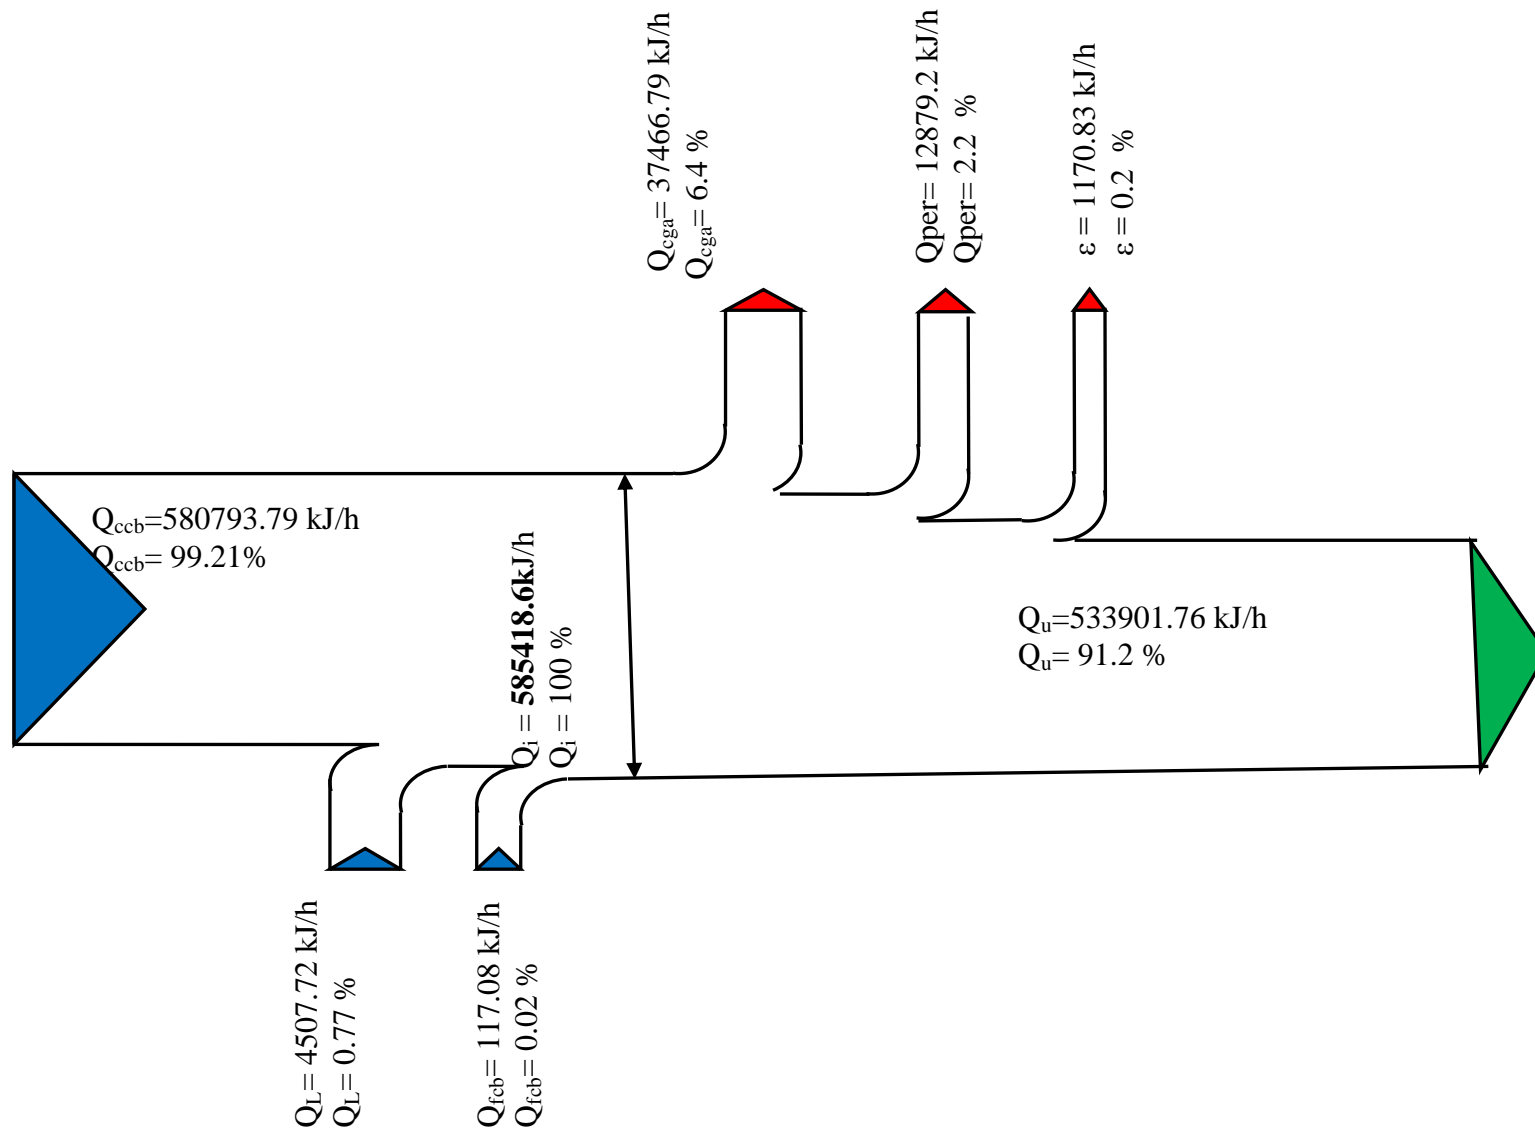 Qcga= 37466.79 kJ/h
Qcga= 6.4 %
Qper= 12879.2 kJ/h
Qper= 2.2 %
ε = 1170.83 kJ/h
ε = 0.2 %
Qccb=580793.79 kJ/h
Qccb= 99.21%
Qi = 585418.6kJ/h
Qi = 100 %
Qu=533901.76 kJ/h
Qu= 91.2 %
QL= 4507.72 kJ/h
QL= 0.77 %
Qfcb= 117.08 kJ/h
Qfcb= 0.02 %